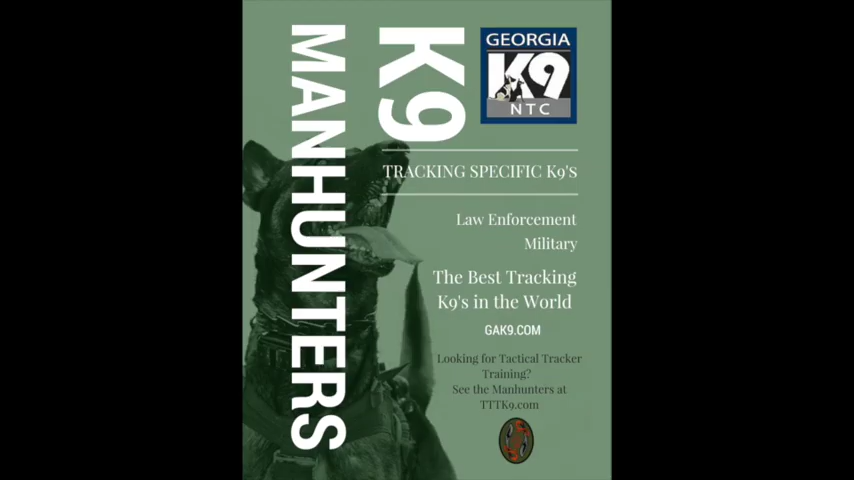 K9 MANHUNTERS
GEORGIA
K9
NTC
TRACKING SPECIFIC K9'S
Law Enforcement
Military
The Best Tracking
K9's in the World
GAK9.COM
Looking for Tactical Tracker
Training?
See the Manhunters at
TTTK9.com